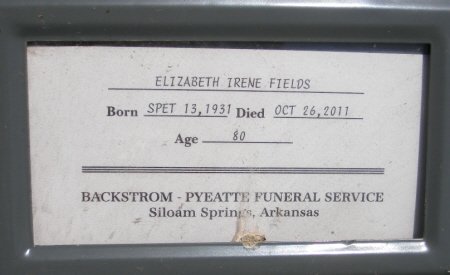 ELIZABETH IRENE FIELDS
Born SPET 13,1931 Died OCT 26,2011
Age 80
BACKSTROM - PYEATTE FUNERAL SERVICE
Siloam Springs, Arkansas